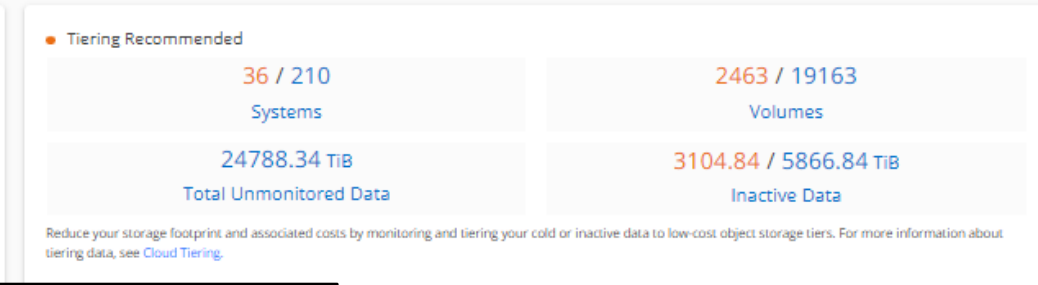 Tiering Recommended
36 / 210
Systems
2463 / 19163
Volumes
24788.34 TiB
Total Unmonitored Data
3104.84 / 5866.84 TiB
Inactive Data
Reduce your storage footprint and associated costs by monitoring and tiering your cold or inactive data to low-cost object storage tiers. For more information about
tiering data, see Cloud Tiering.